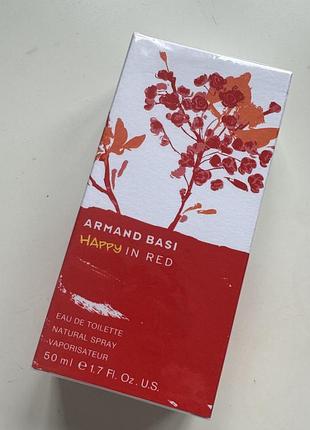 ARMAND BASI
HAPPY IN RED
EAU DE TOILETTE
NATURAL SPRAY
VAPORISATEUR
50 ml ℮ 1.7 Fl. Oz. U.S.